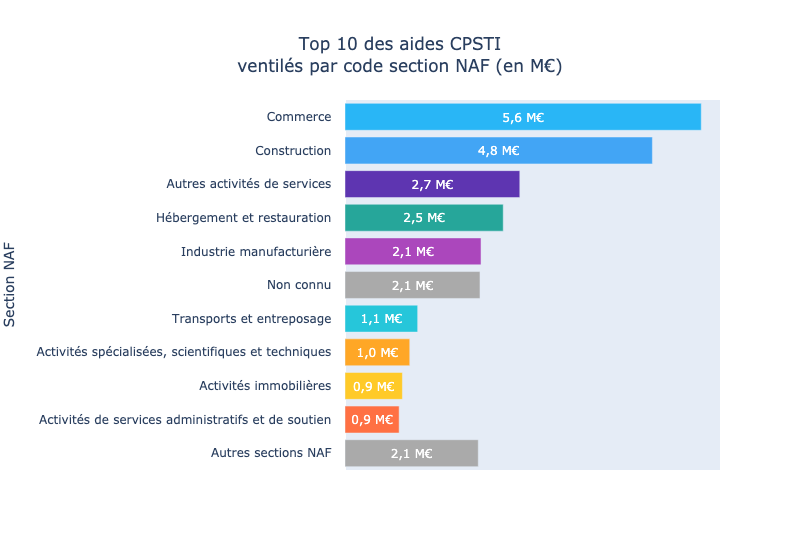 Top 10 des aides CPSTI
ventilés par code section NAF (en M€)
Section NAF
Commerce
5,6 M€
Construction
4,8 M€
Autres activités de services
2,7 M€
Hébergement et restauration
2,5 M€
Industrie manufacturière
2,1 M€
Non connu
2,1 M€
Transports et entreposage
1,1 M€
Activités spécialisées, scientifiques et techniques
1,0 M€
Activités immobilières
0,9 M€
Activités de services administratifs et de soutien
0,9 M€
Autres sections NAF
2,1 M€